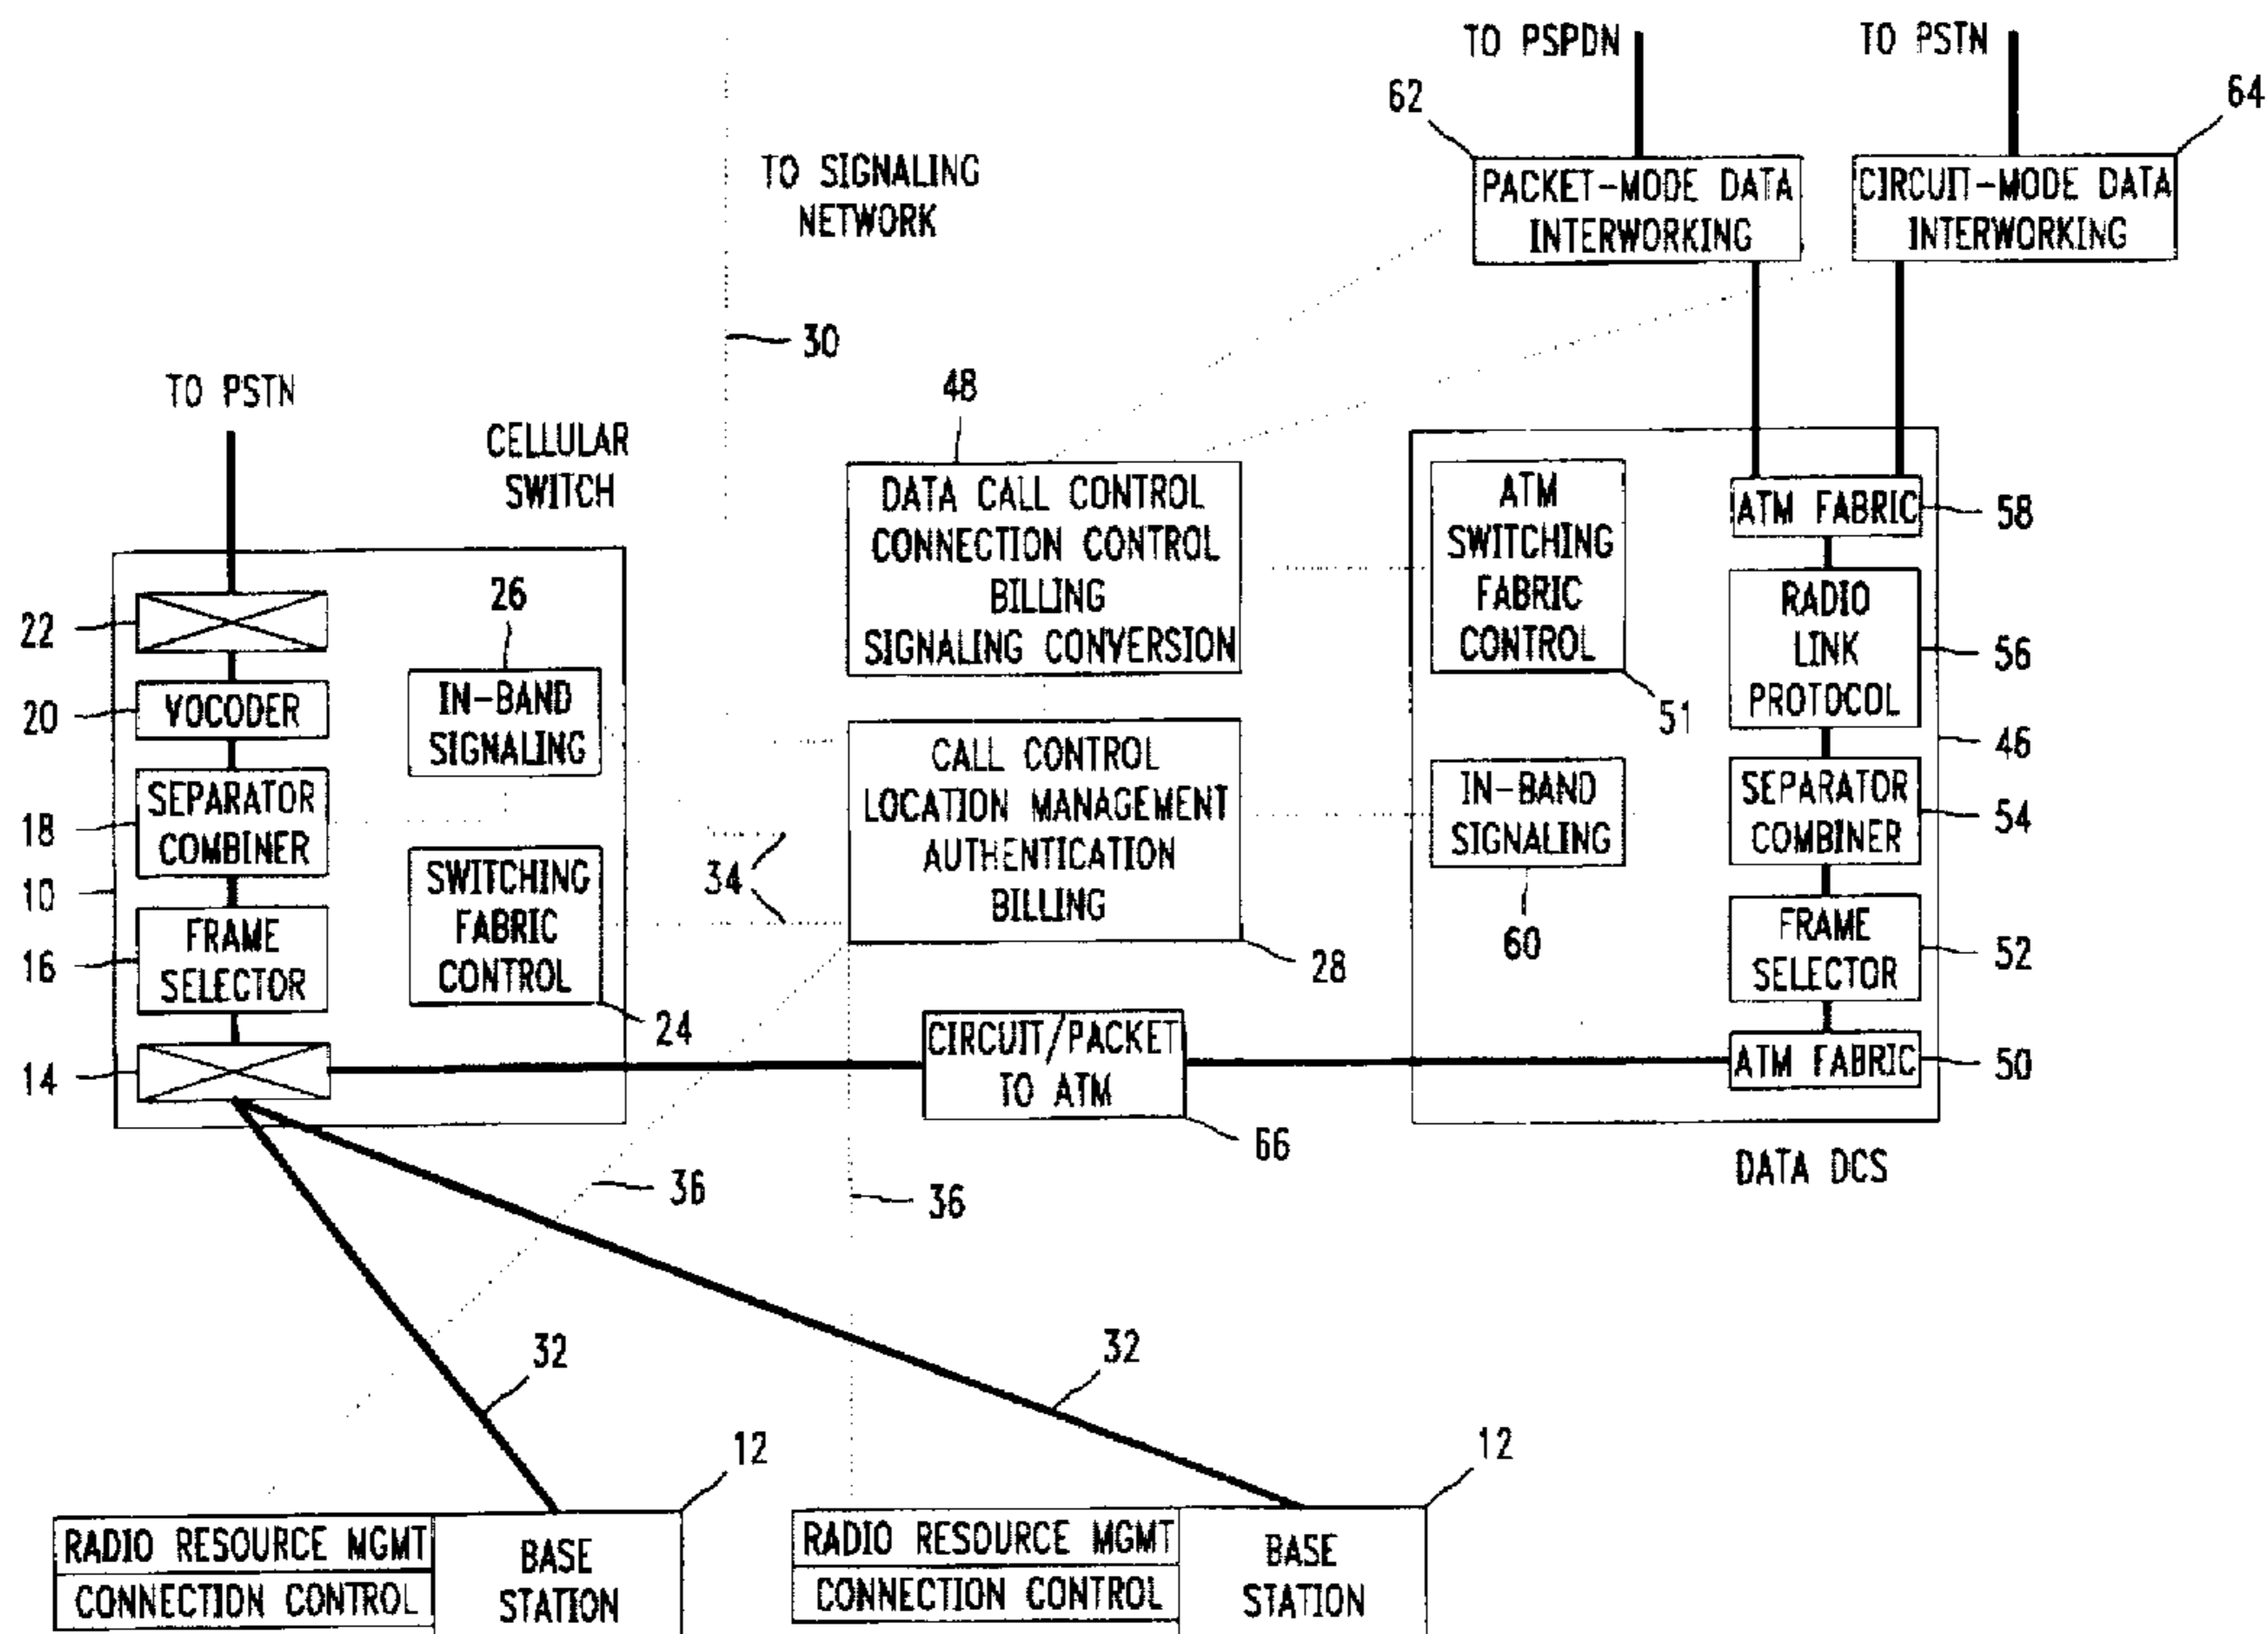 TO PSPDN
TO PSTN
62
64
TO SIGNALING
NETWORK
PACKET-MODE DATA
INTERWORKING
CIRCUIT-MODE DATA
INTERWORKING
30
TO PSTN
48
CELLULAR
SWITCH
DATA CALL CONTROL
CONNECTION CONTROL
BILLING
SIGNALING CONVERSION
ATM
SWITCHING
FABRIC
CONTROL
51
ATM FABRIC
58
RADIO
LINK
PROTOCOL
56
46
22
26
20
VOCODER
IN-BAND
SIGNALING
CALL CONTROL
LOCATION MANAGEMENT
AUTHENTICATION
BILLING
28
IN-BAND
SIGNALING
60
SEPARATOR
COMBINER
54
18
SEPARATOR
COMBINER
34
10
SWITCHING
FABRIC
CONTROL
24
16
FRAME
SELECTOR
FRAME
SELECTOR
52
14
CIRCUIT/PACKET
TO ATM
66
ATM FABRIC
50
DATA DCS
36
36
32
32
12
12
RADIO RESOURCE MGMT
CONNECTION CONTROL
BASE
STATION
RADIO RESOURCE MGMT
CONNECTION CONTROL
BASE
STATION